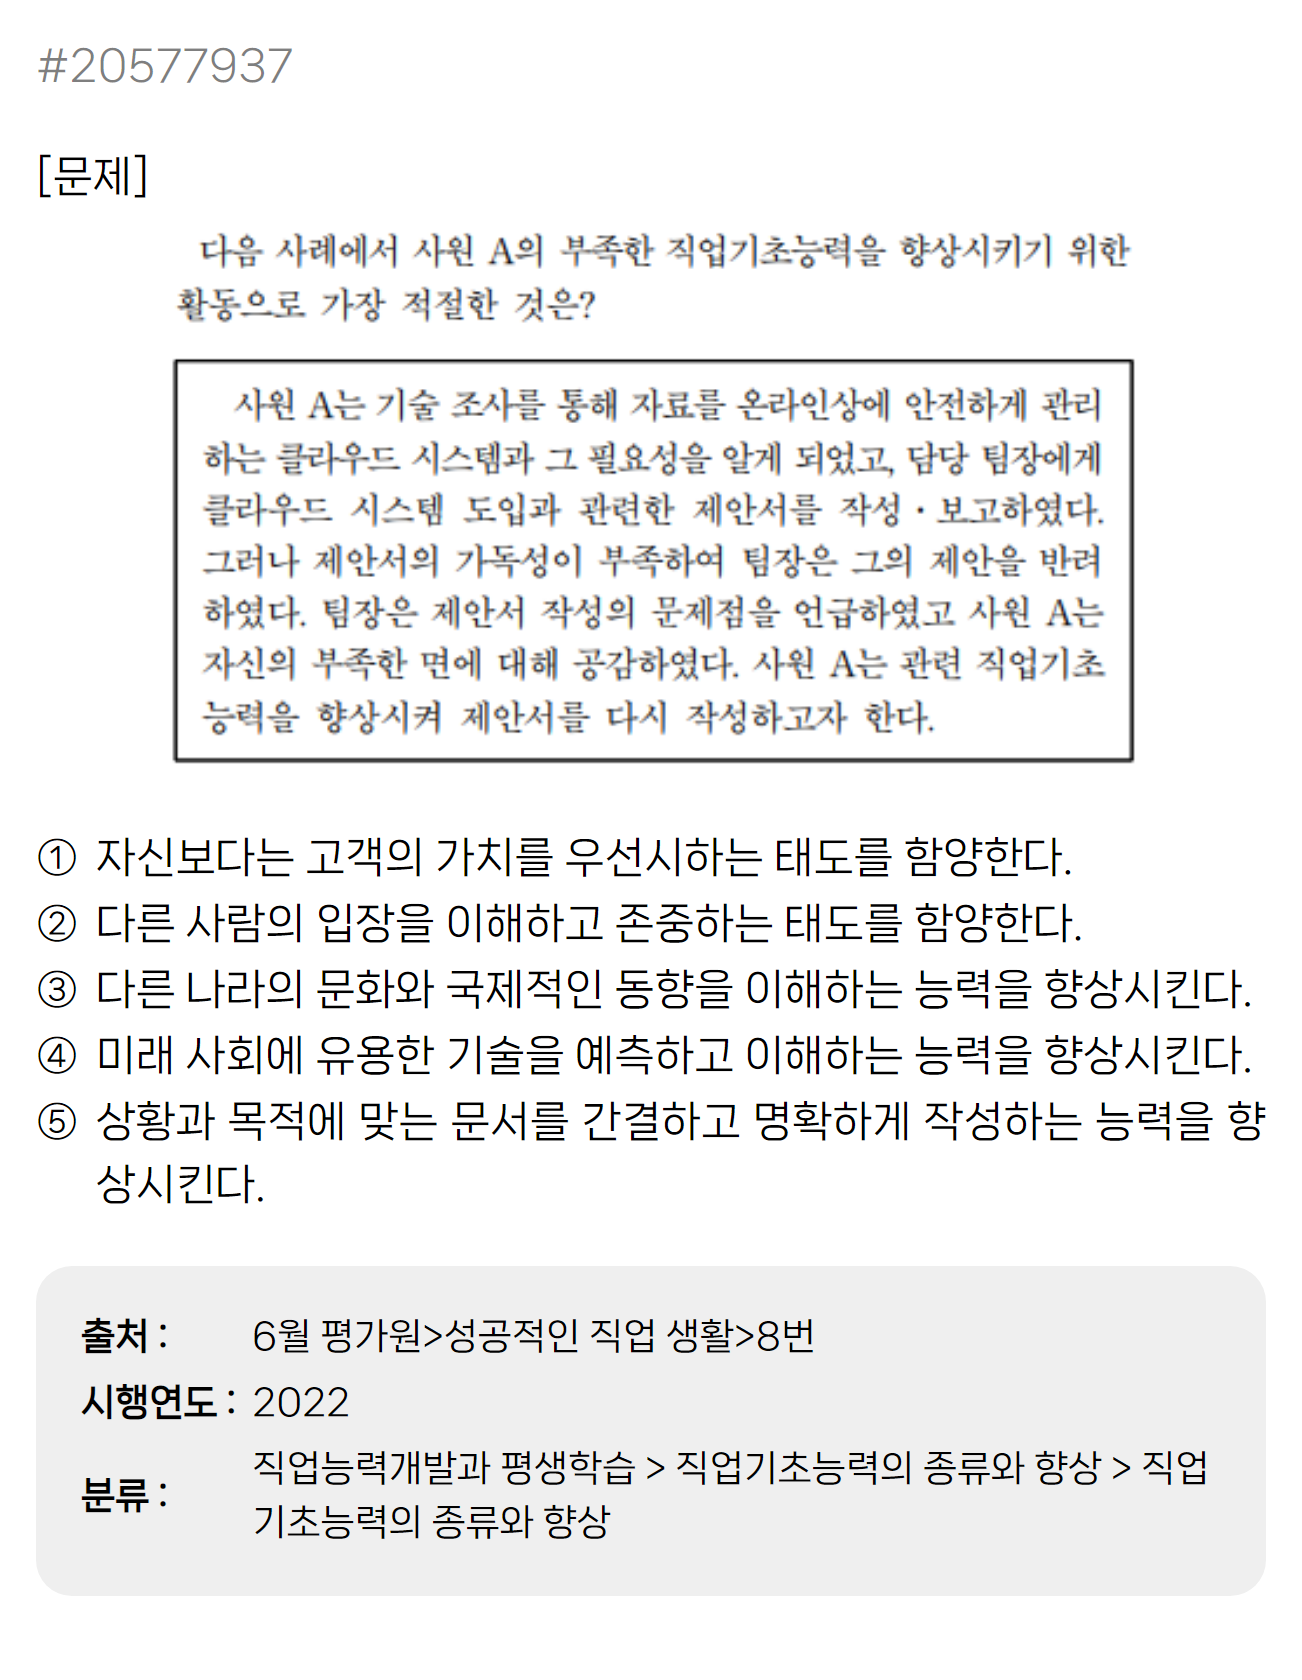 #20577937
[문제]
다음 사례에서 사원 A의 부족한 직업기초능력을 향상시키기 위한
활동으로 가장 적절한 것은?
사원 A는 기술 조사를 통해 자료를 온라인상에 안전하게 관리
하는 클라우드 시스템과 그 필요성을 알게 되었고, 담당 팀장에게
클라우드 시스템 도입과 관련한 제안서를 작성·보고하였다.
그러나 제안서의 가독성이 부족하여 팀장은 그의 제안을 반려
하였다. 팀장은 제안서 작성의 문제점을 언급하였고 사원 A는
자신의 부족한 면에 대해 공감하였다. 사원 A는 관련 직업기초
능력을 향상시켜 제안서를 다시 작성하고자 한다.
① 자신보다는 고객의 가치를 우선시하는 태도를 함양한다.
② 다른 사람의 입장을 이해하고 존중하는 태도를 함양한다.
③ 다른 나라의 문화와 국제적인 동향을 이해하는 능력을 향상시킨다.
④ 미래 사회에 유용한 기술을 예측하고 이해하는 능력을 향상시킨다.
⑤ 상황과 목적에 맞는 문서를 간결하고 명확하게 작성하는 능력을 향
상시킨다.
출처 : 6월 평가원>성공적인 직업 생활>8번
시행연도 : 2022
분류 : 직업능력개발과 평생학습 > 직업기초능력의 종류와 향상 > 직업
기초능력의 종류와 향상